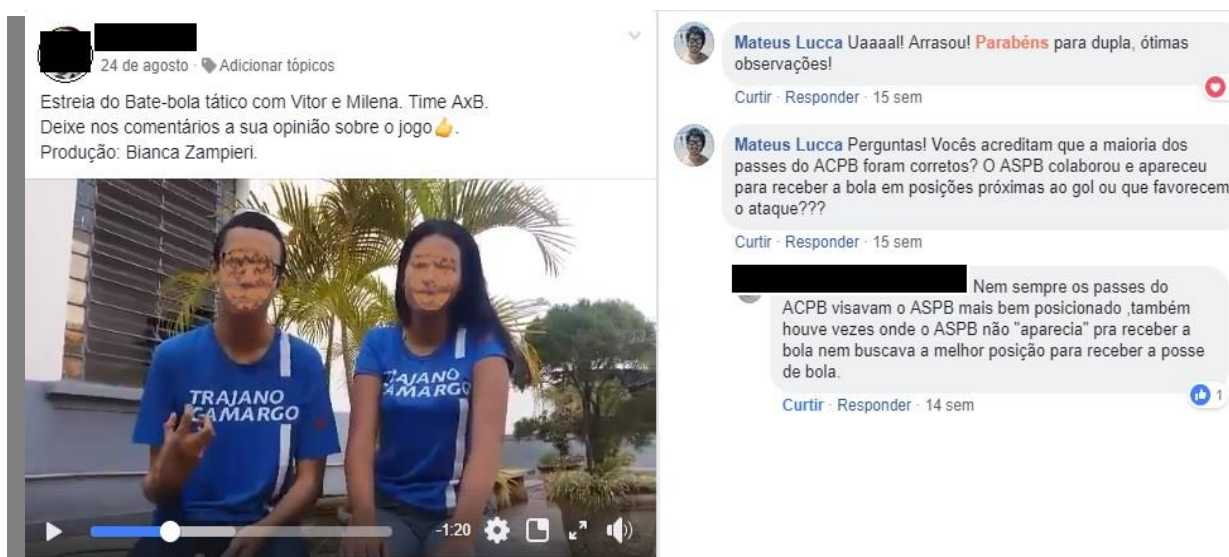 24 de agosto · Adicionar tópicos
Estreia do Bate-bola tático com Vitor e Milena. Time AxB.
Deixe nos comentários a sua opinião sobre o jogo👍.
Produção: Bianca Zampieri.
TRAJANO
CAMARGO
TRAJANO
CAMARGO
-1:20
Mateus Lucca Uaaaal! Arrasou! Parabéns para dupla, ótimas
observações!
Curtir · Responder · 15 sem
Mateus Lucca Perguntas! Vocês acreditam que a maioria dos
passes do ACPB foram corretos? O ASPB colaborou e apareceu
para receber a bola em posições próximas ao gol ou que favorecem
o ataque???
Curtir · Responder · 15 sem
Nem sempre os passes do
ACPB visavam o ASPB mais bem posicionado ,também
houve vezes onde o ASPB não "aparecia" pra receber a
bola nem buscava a melhor posição para receber a posse
de bola.
Curtir · Responder · 14 sem
1